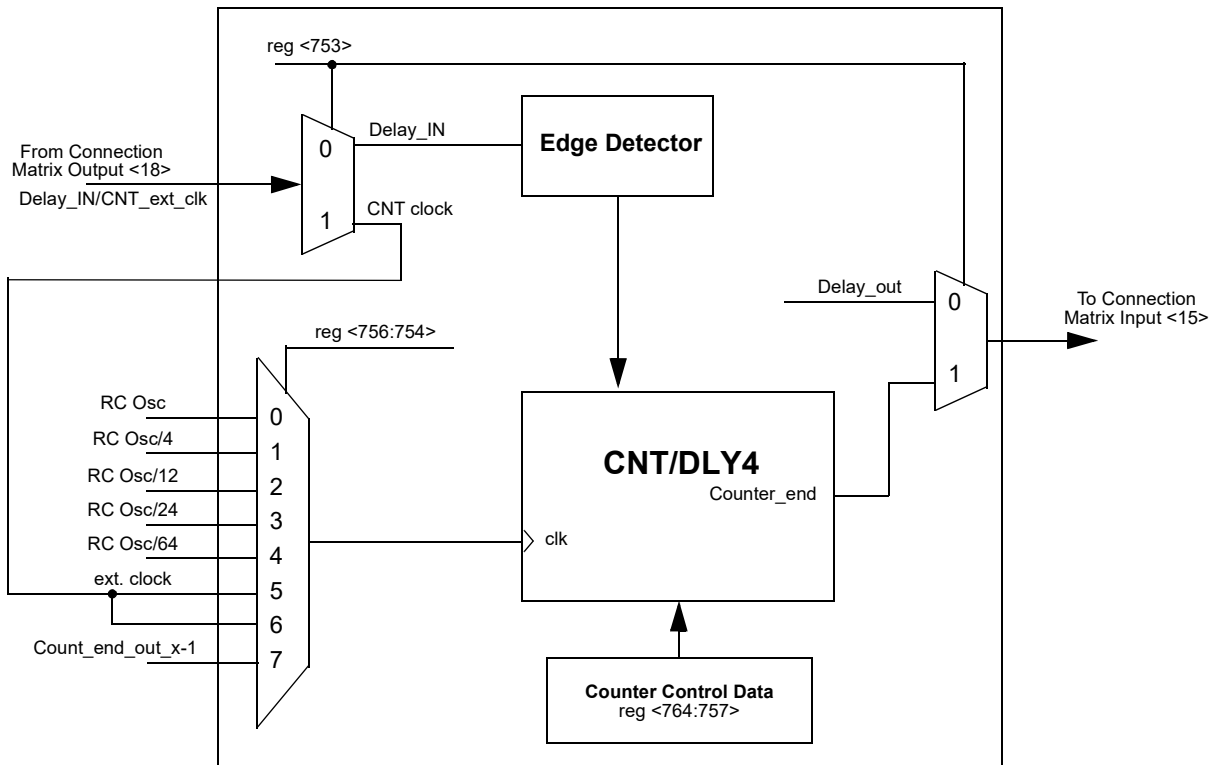 reg <753>
0
1
Delay_IN
CNT clock
From Connection
Matrix Output <18>
Delay_IN/CNT_ext_clk
Edge Detector
Delay_out
0
1
To Connection
Matrix Input <15>
reg <756:754>
RC Osc
RC Osc/4
RC Osc/12
RC Osc/24
RC Osc/64
ext. clock
Count_end_out_x-1
0
1
2
3
4
5
6
7
CNT/DLY4
Counter_end
clk
Counter Control Data
reg <764:757>